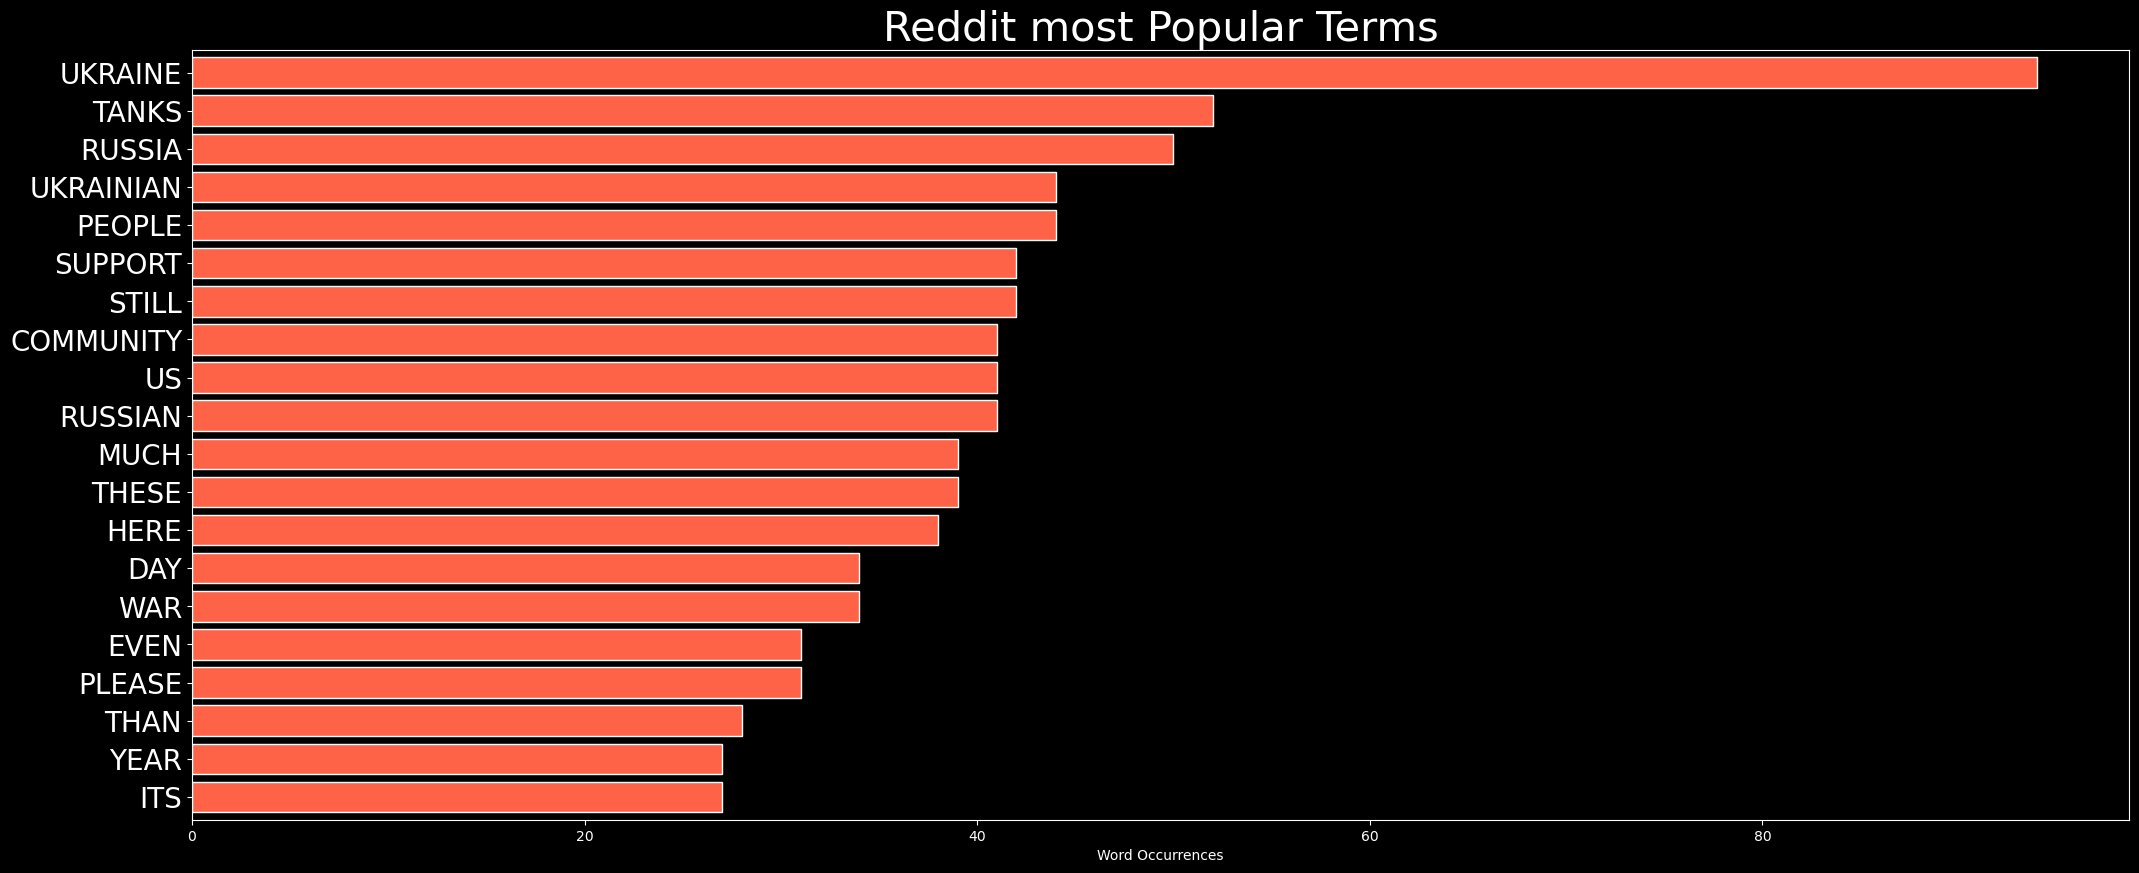 Reddit most Popular Terms
UKRAINE
TANKS
RUSSIA
UKRAINIAN
PEOPLE
SUPPORT
STILL
COMMUNITY
US
RUSSIAN
MUCH
THESE
HERE
DAY
WAR
EVEN
PLEASE
THAN
YEAR
ITS
0 20 40 60 80
Word Occurrences